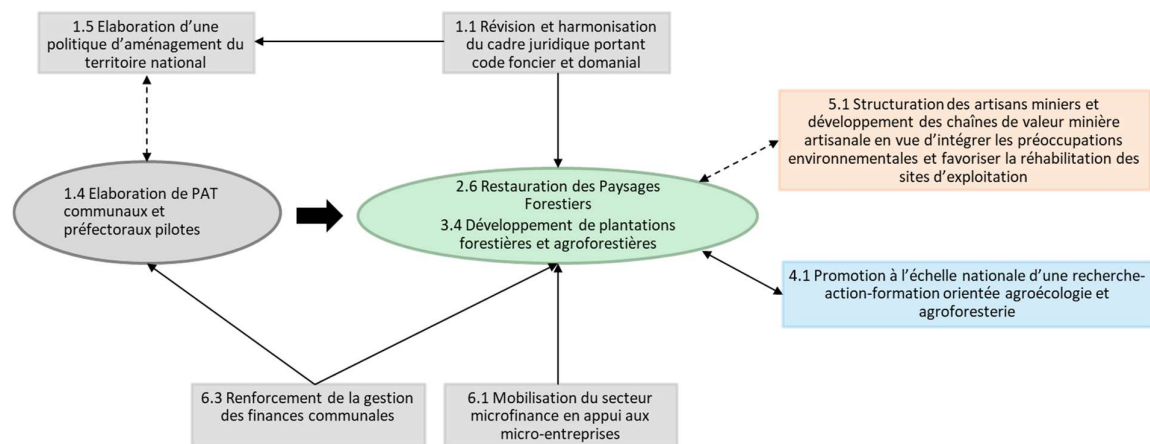 1.5 Elaboration d’une
politique d’aménagement du
territoire national
1.1 Révision et harmonisation
du cadre juridique portant
code foncier et domanial
5.1 Structuration des artisans miniers et
développement des chaînes de valeur minière
artisanale en vue d’intégrer les préoccupations
environnementales et favoriser la réhabilitation des
sites d’exploitation
1.4 Elaboration de PAT
communaux et
préfectoraux pilotes
2.6 Restauration des Paysages
Forestiers
3.4 Développement de plantations
forestières et agroforestières
4.1 Promotion à l’échelle nationale d’une recherche-
action-formation orientée agroécologie et
agroforesterie
6.3 Renforcement de la gestion
des finances communales
6.1 Mobilisation du secteur
microfinance en appui aux
micro-entreprises